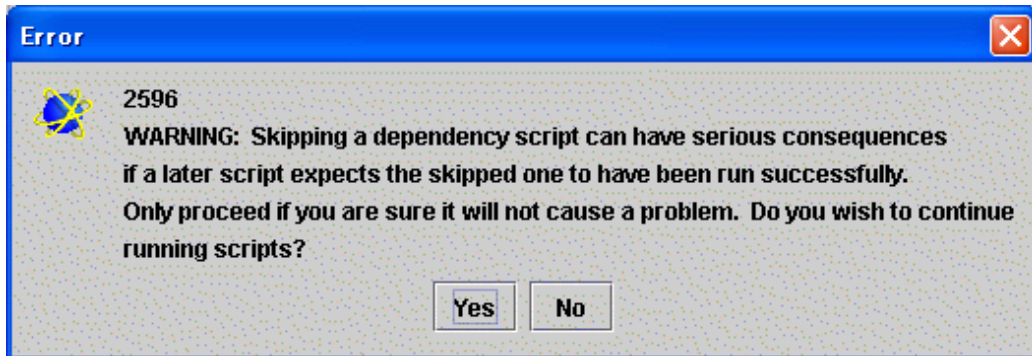 Error
2596
WARNING:  Skipping a dependency script can have serious consequences
if a later script expects the skipped one to have been run successfully.
Only proceed if you are sure it will not cause a problem.  Do you wish to continue
running scripts?
Yes No